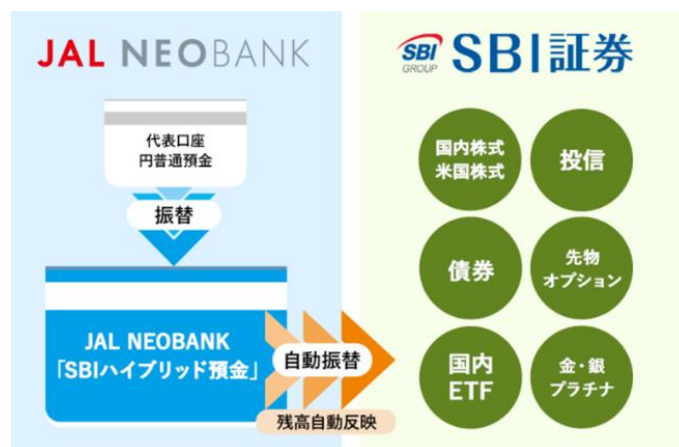 JAL NEOBANK
代表口座
円普通預金
振替
JAL NEOBANK
「SBIハイブリッド預金」
自動振替
残高自動反映
SBI
GROUP
SBI証券
国内株式
米国株式
投信
債券
先物
オプション
国内
ETF
金・銀
プラチナ